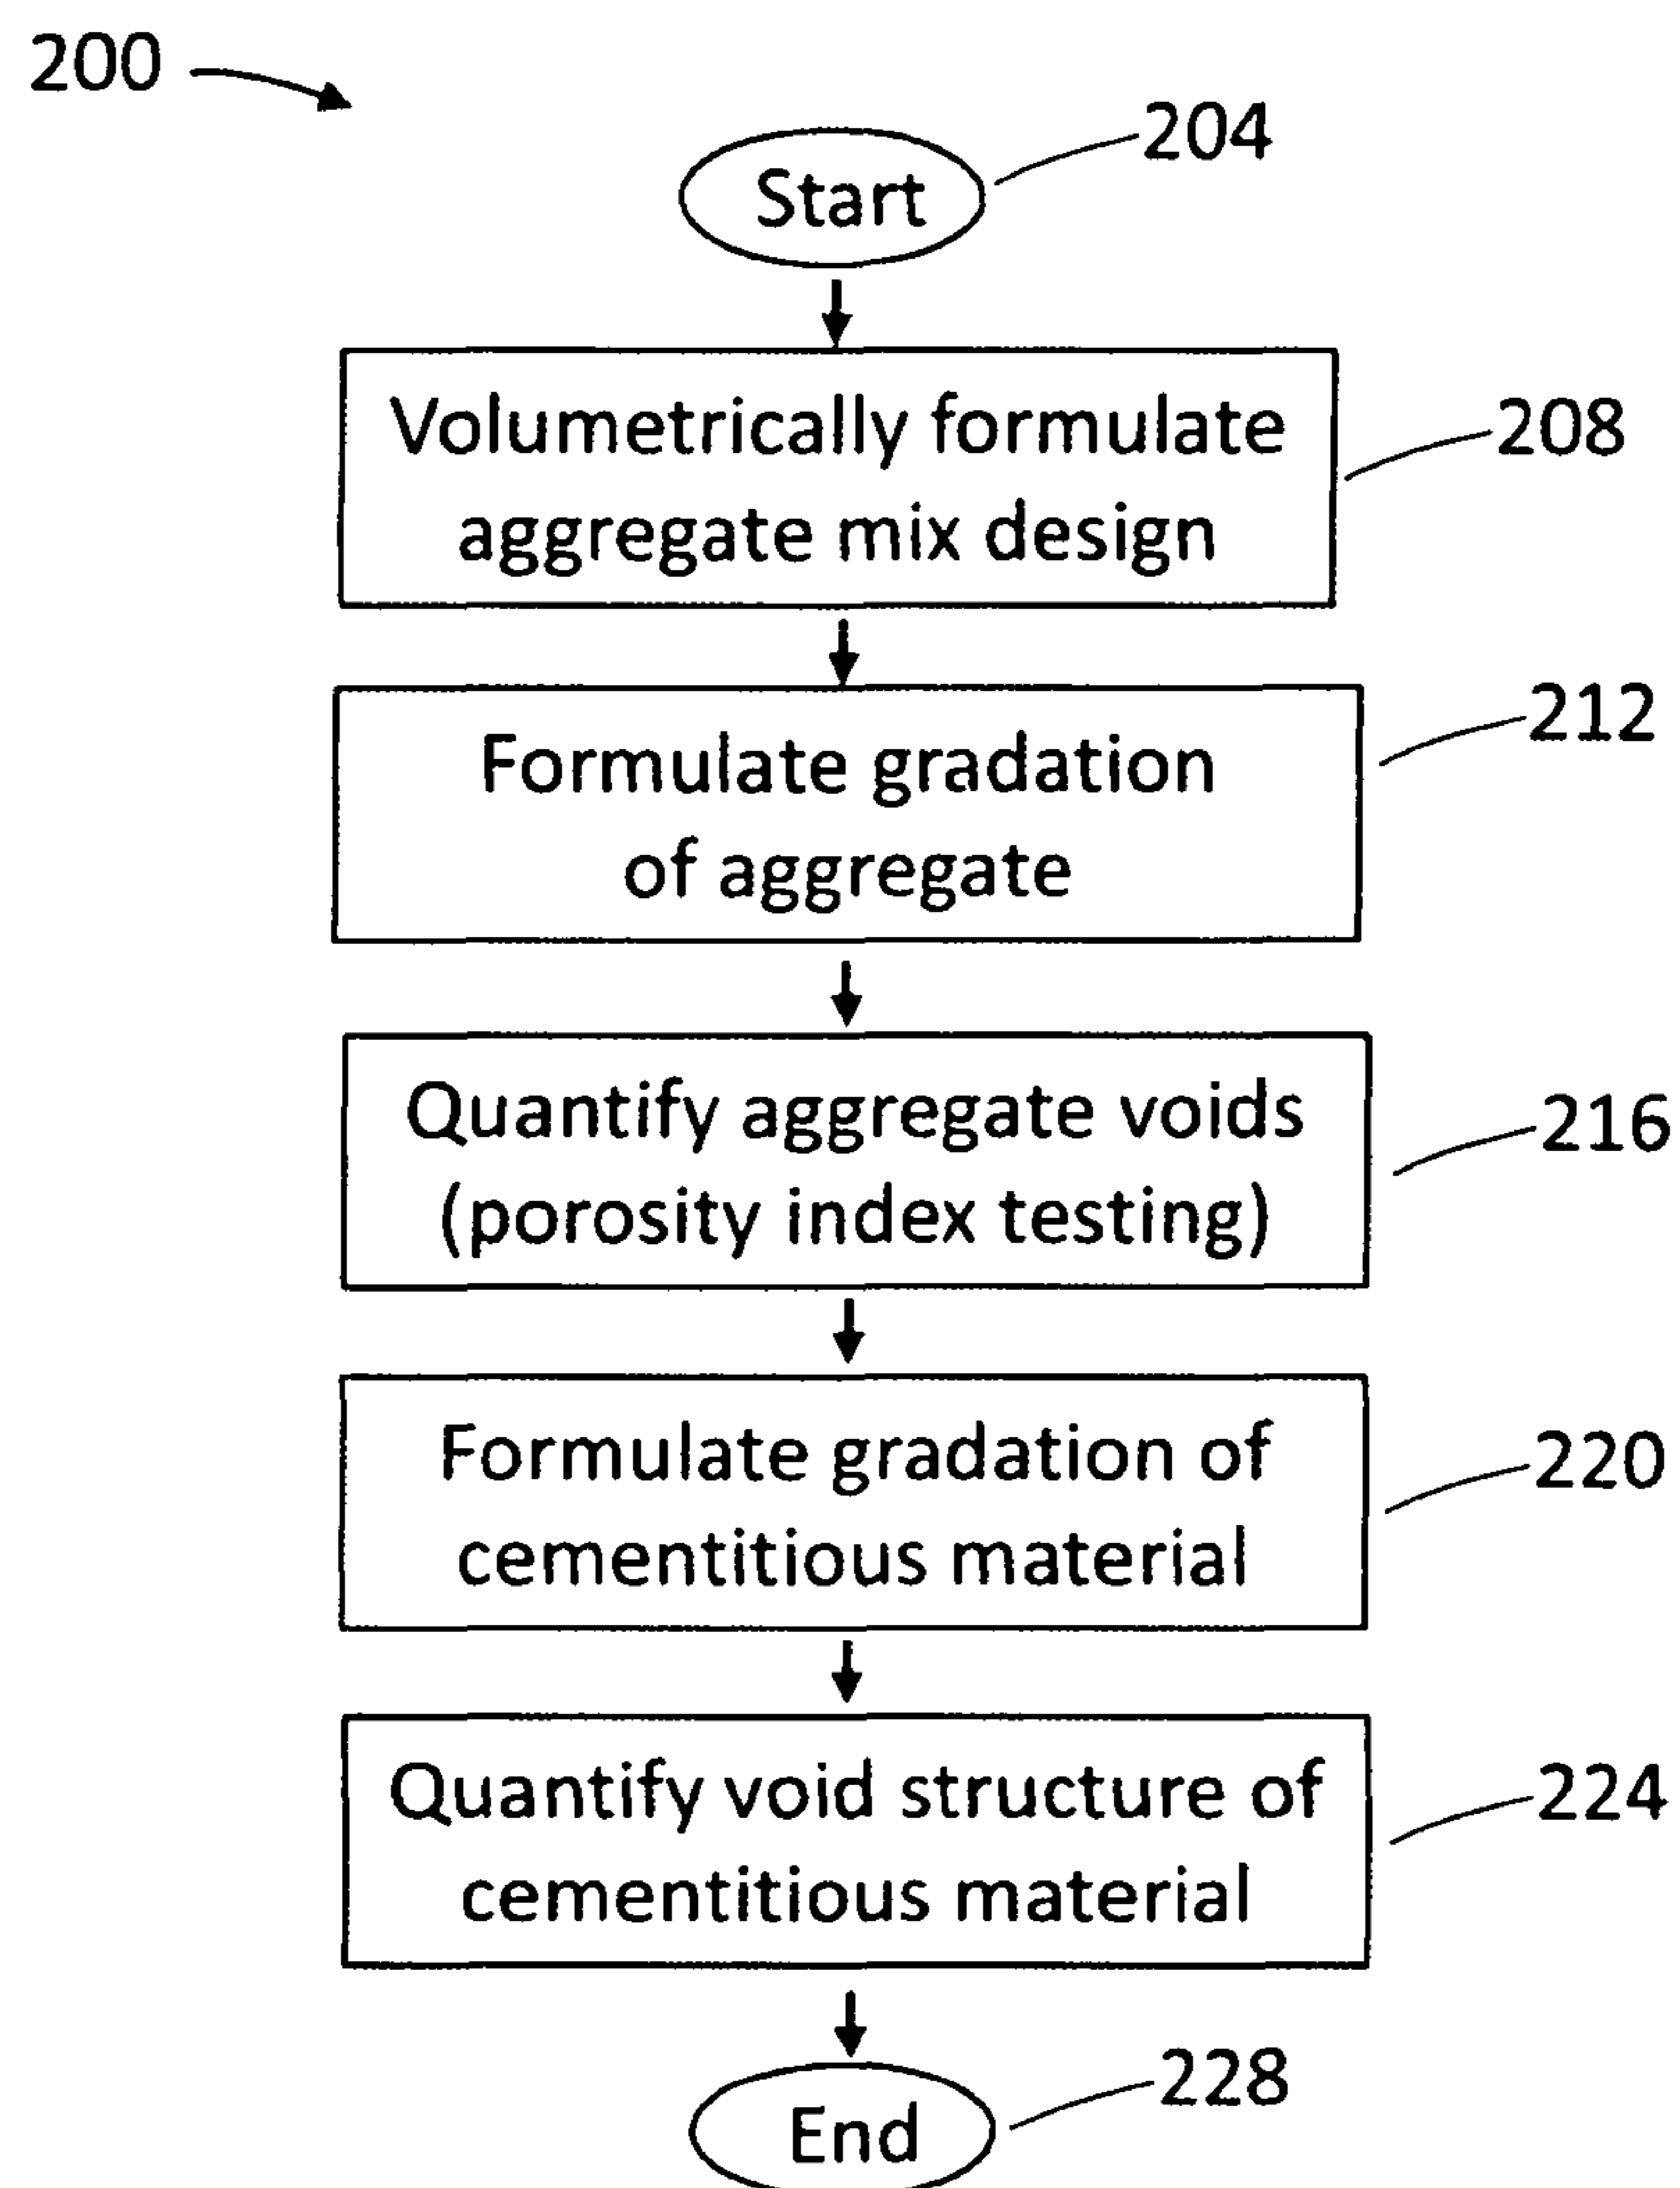 200
204
Start
Volumetrically formulate
208
aggregate mix design
212
Formulate gradation
of aggregate
Quantify aggregate voids
216
(porosity index testing)
Formulate gradation of
220
cementitious material
Quantify void structure of
224
cementitious material
228
End